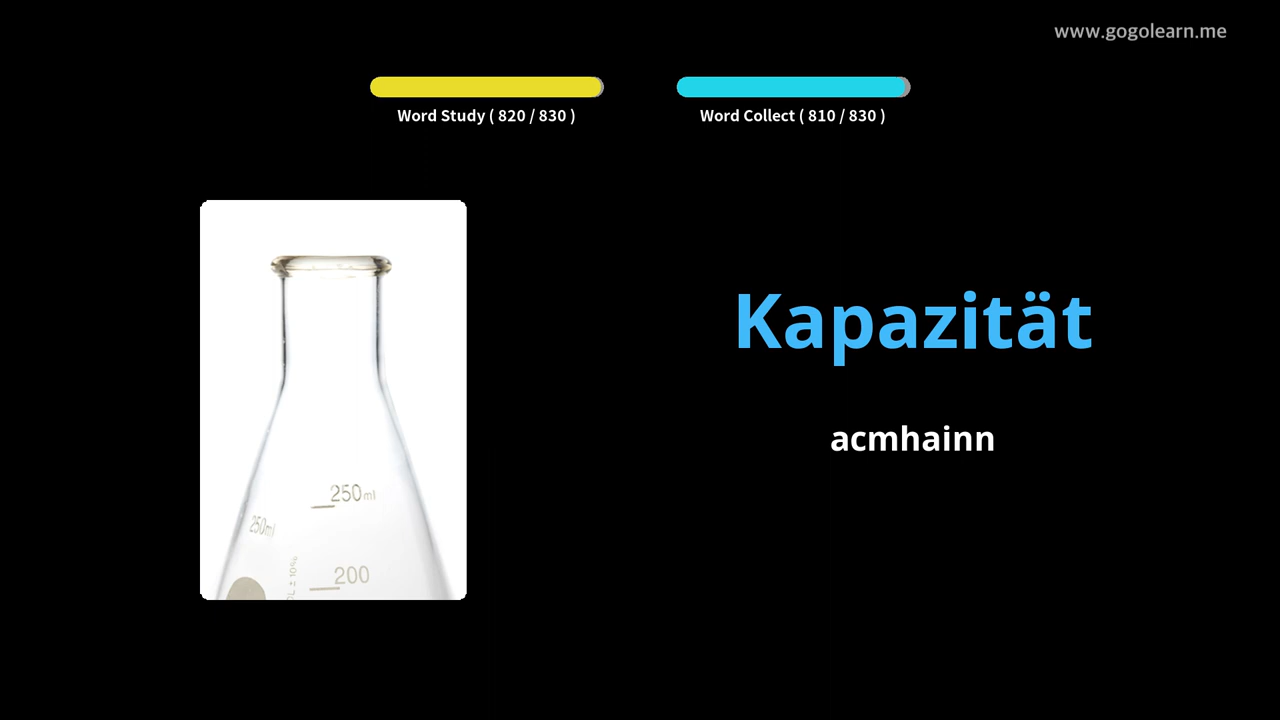 www.gogolearn.me
Word Study ( 820 / 830 )
Word Collect ( 810 / 830 )
Kapazität
acmhainn
250ml
250ml
200